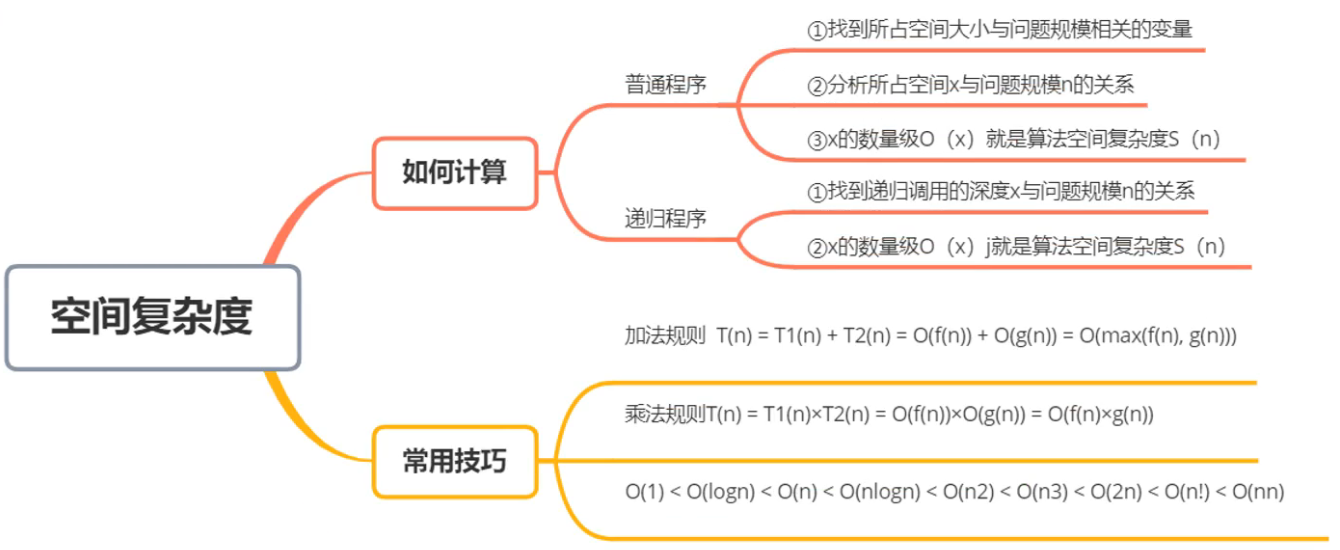 空间复杂度
如何计算
普通程序
①找到所占空间大小与问题规模相关的变量
②分析所占空间x与问题规模n的关系
③x的数量级O（x）就是算法空间复杂度S（n）
递归程序
①找到递归调用的深度x与问题规模n的关系
②x的数量级O（x）j就是算法空间复杂度S（n）
常用技巧
加法规则 T(n) = T1(n) + T2(n) = O(f(n)) + O(g(n)) = O(max(f(n), g(n)))
乘法规则T(n) = T1(n)×T2(n) = O(f(n))×O(g(n)) = O(f(n)×g(n))
O(1) < O(logn) < O(n) < O(nlogn) < O(n2) < O(n3) < O(2n) < O(n!) < O(nn)